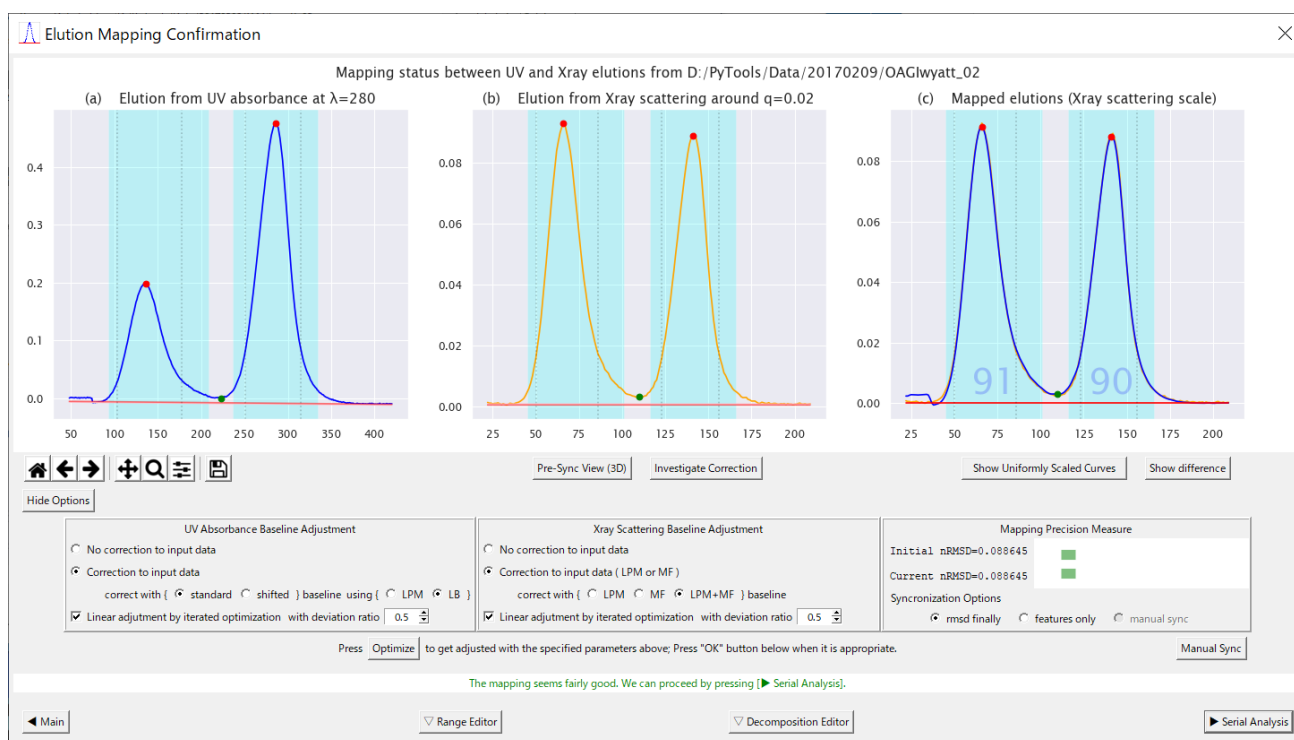 Elution Mapping Confirmation
Mapping status between UV and Xray elutions from D:/PyTools/Data/20170209/OAGIwyatt_02
(a) Elution from UV absorbance at λ=280
0.4
0.3
0.2
0.1
0.0
50 100 150 200 250 300 350 400
(b) Elution from Xray scattering around q=0.02
0.08
0.06
0.04
0.02
0.00
25 50 75 100 125 150 175 200
(c) Mapped elutions (Xray scattering scale)
0.08
0.06
0.04
0.02
0.00
91 90
25 50 75 100 125 150 175 200
Pre-Sync View (3D) Investigate Correction Show Uniformly Scaled Curves Show difference
Hide Options
UV Absorbance Baseline Adjustment
No correction to input data
Correction to input data
correct with { standard shifted } baseline using { LPM LB }
Linear adjutment by iterated optimization with deviation ratio 0.5
Xray Scattering Baseline Adjustment
No correction to input data
Correction to input data ( LPM or MF )
correct with { LPM MF LPM+MF } baseline
Linear adjutment by iterated optimization with deviation ratio 0.5
Mapping Precision Measure
Initial nRMSD=0.088645
Current nRMSD=0.088645
Syncronization Options
rmsd finally features only manual sync
Press Optimize to get adjusted with the specified parameters above; Press "OK" button below when it is appropriate. Manual Sync
The mapping seems fairly good. We can proceed by pressing [▶ Serial Analysis].
◀ Main ▽ Range Editor ▽ Decomposition Editor ▶ Serial Analysis